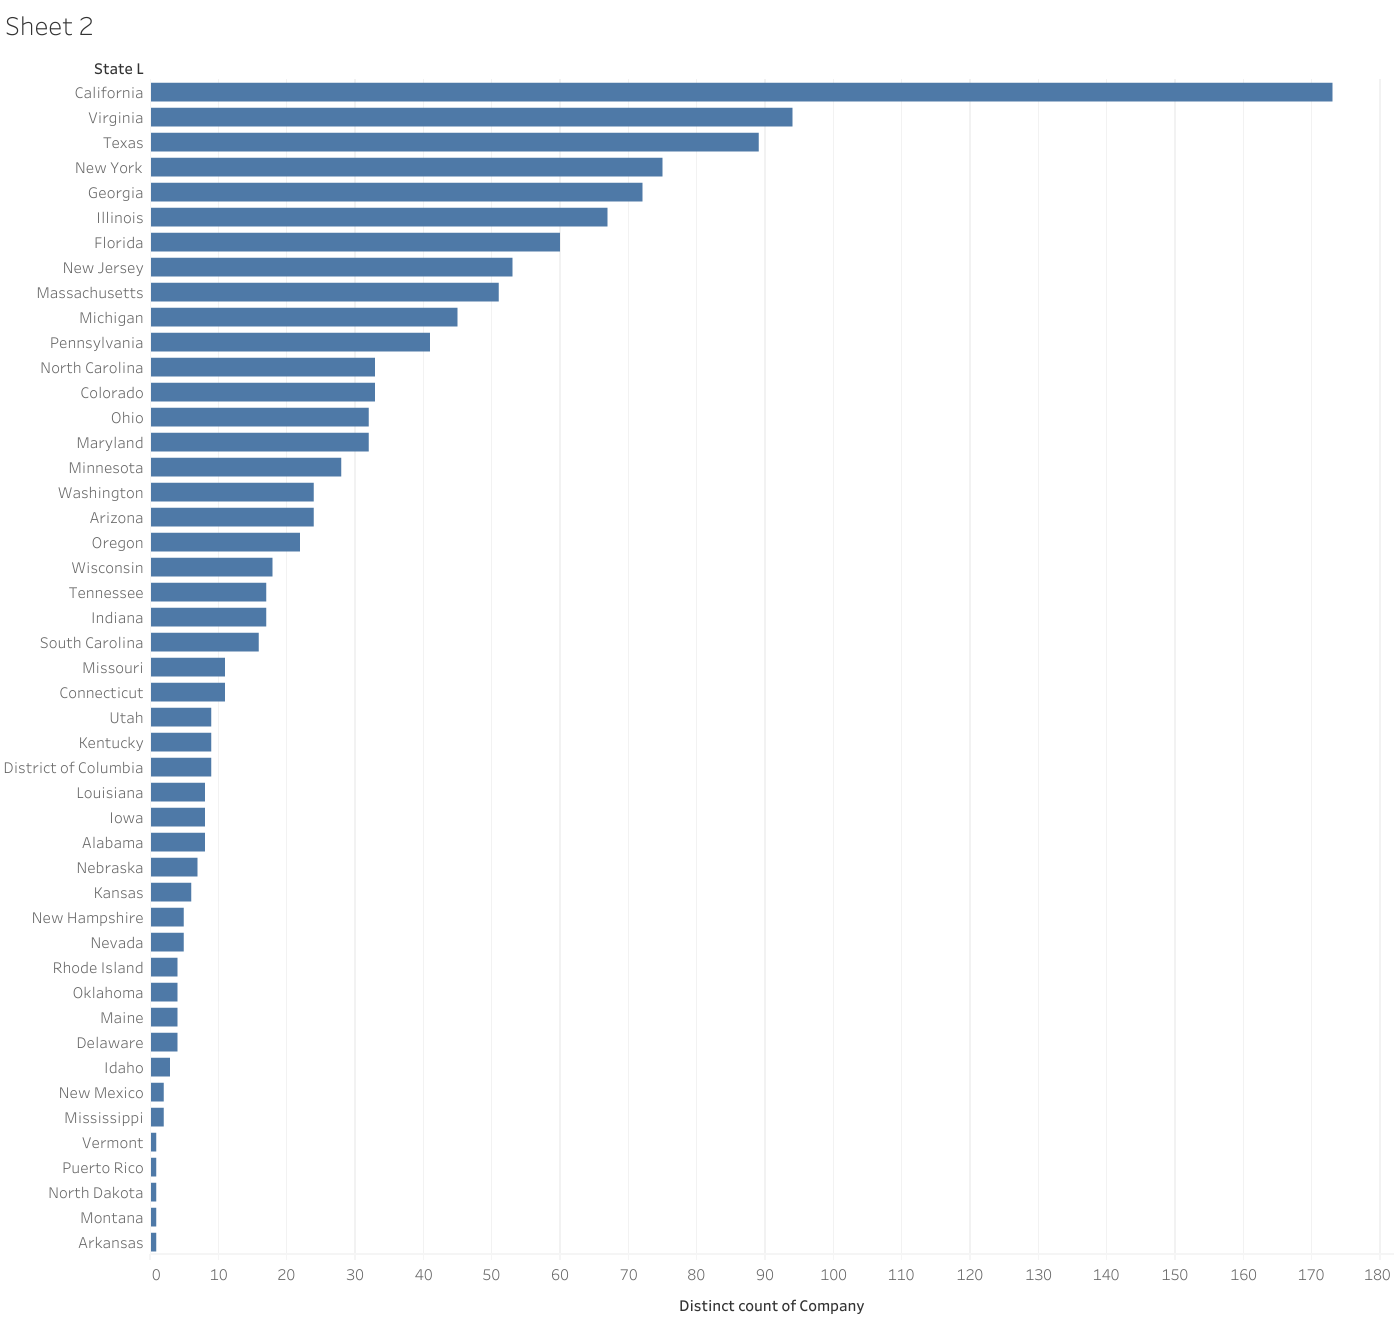 Sheet 2
State L
California
Virginia
Texas
New York
Georgia
Illinois
Florida
New Jersey
Massachusetts
Michigan
Pennsylvania
North Carolina
Colorado
Ohio
Maryland
Minnesota
Washington
Arizona
Oregon
Wisconsin
Tennessee
Indiana
South Carolina
Missouri
Connecticut
Utah
Kentucky
District of Columbia
Louisiana
Iowa
Alabama
Nebraska
Kansas
New Hampshire
Nevada
Rhode Island
Oklahoma
Maine
Delaware
Idaho
New Mexico
Mississippi
Vermont
Puerto Rico
North Dakota
Montana
Arkansas
0 10 20 30 40 50 60 70 80 90 100 110 120 130 140 150 160 170 180
Distinct count of Company